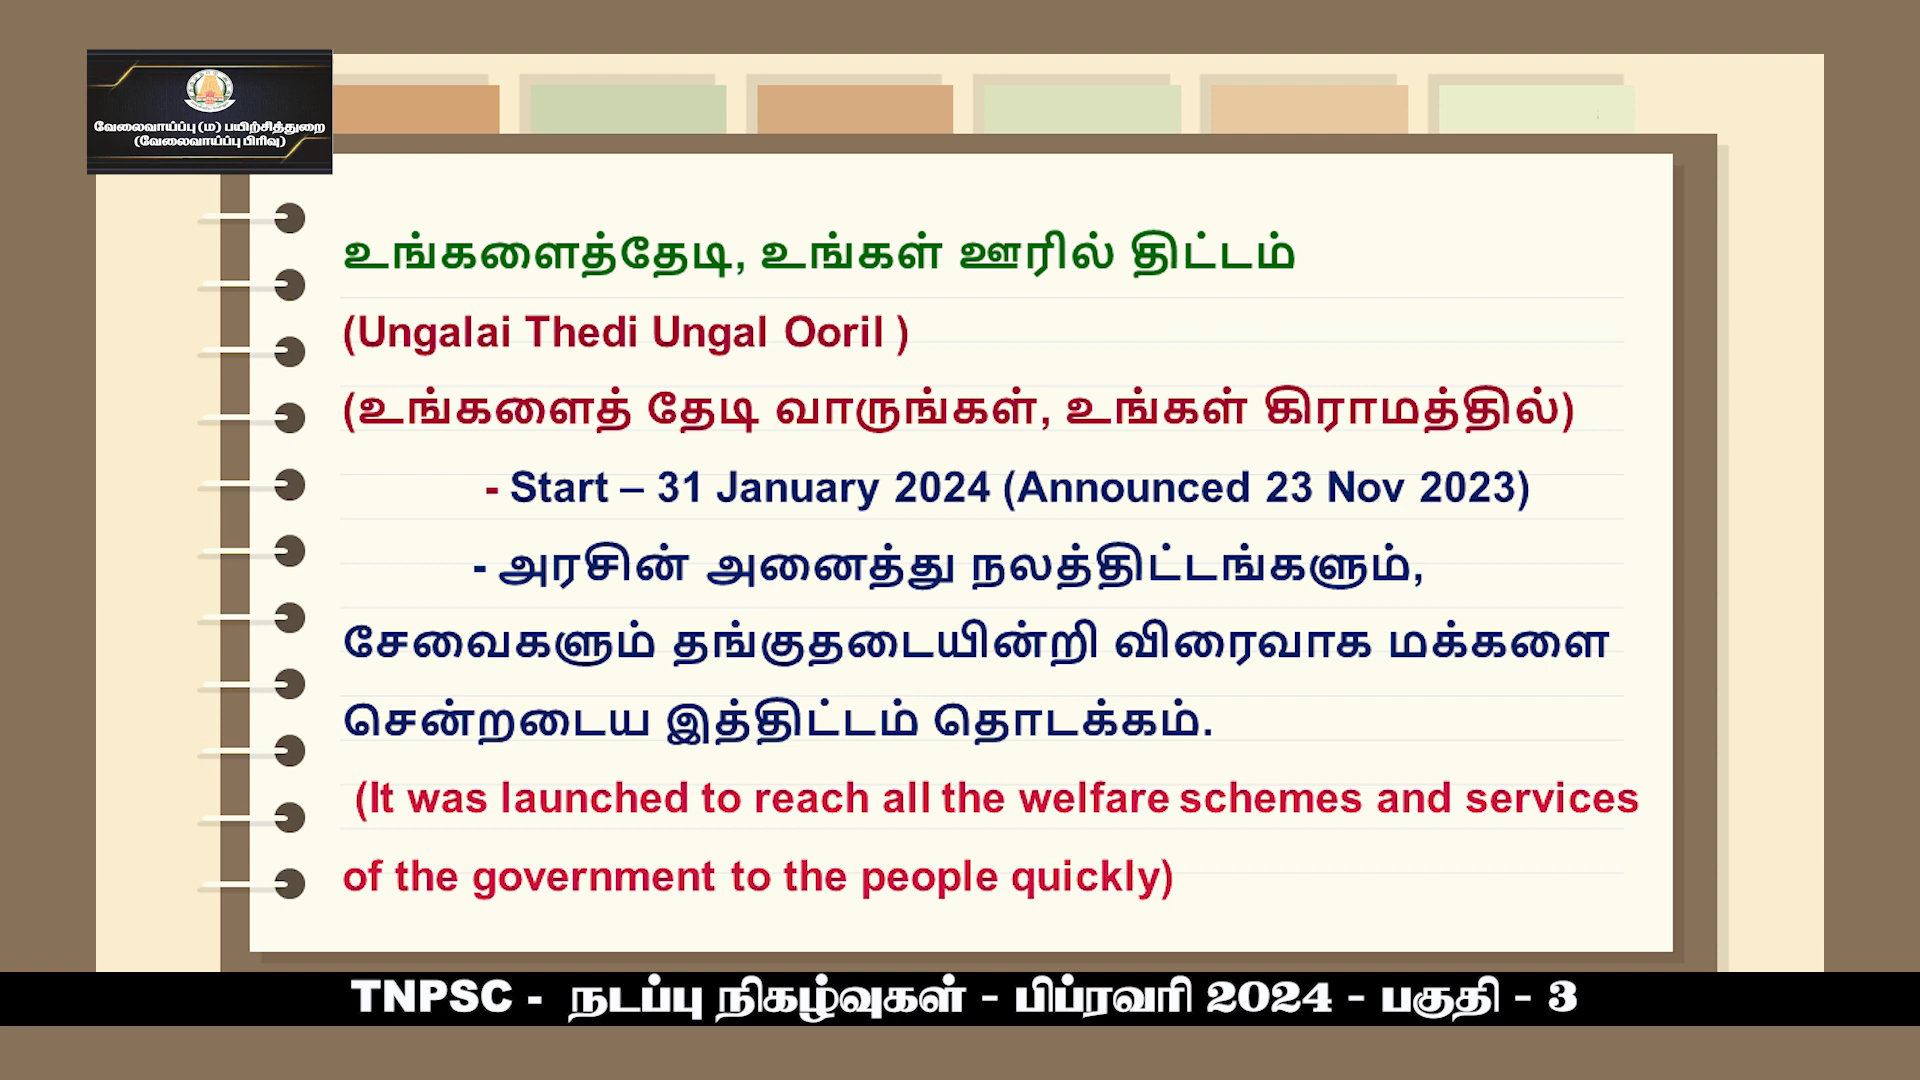 வேலைவாய்ப்பு (ம) பயிற்சித்துறை
(வேலைவாய்ப்பு பிரிவு)
உங்களைத்தேடி, உங்கள் ஊரில் திட்டம்
(Ungalai Thedi Ungal Ooril )
(உங்களைத் தேடி வாருங்கள், உங்கள் கிராமத்தில்)
- Start – 31 January 2024 (Announced 23 Nov 2023)
- அரசின் அனைத்து நலத்திட்டங்களும்,
சேவைகளும் தங்குதடையின்றி விரைவாக மக்களை
சென்றடைய இத்திட்டம் தொடக்கம்.
(It was launched to reach all the welfare schemes and services
of the government to the people quickly)
TNPSC - நடப்பு நிகழ்வுகள் - பிப்ரவரி 2024 - பகுதி - 3